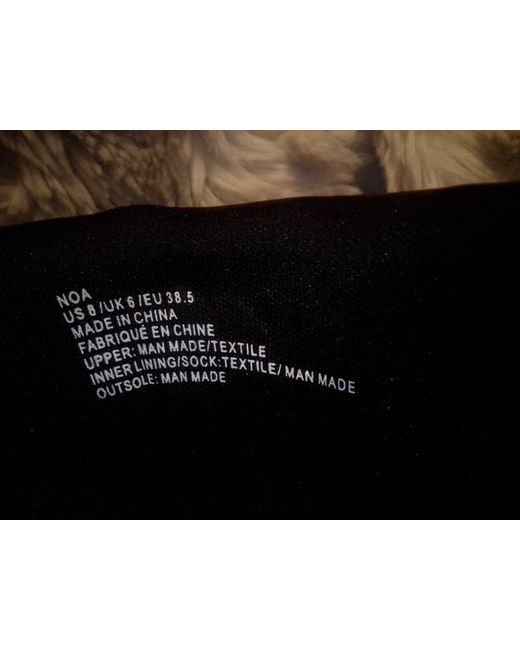 NOA
US 8 /UK 6 /EU 38.5
MADE IN CHINA
FABRIQUÉ EN CHINE
UPPER: MAN MADE/TEXTILE
INNER LINING/SOCK:TEXTILE/ MAN MADE
OUTSOLE: MAN MADE